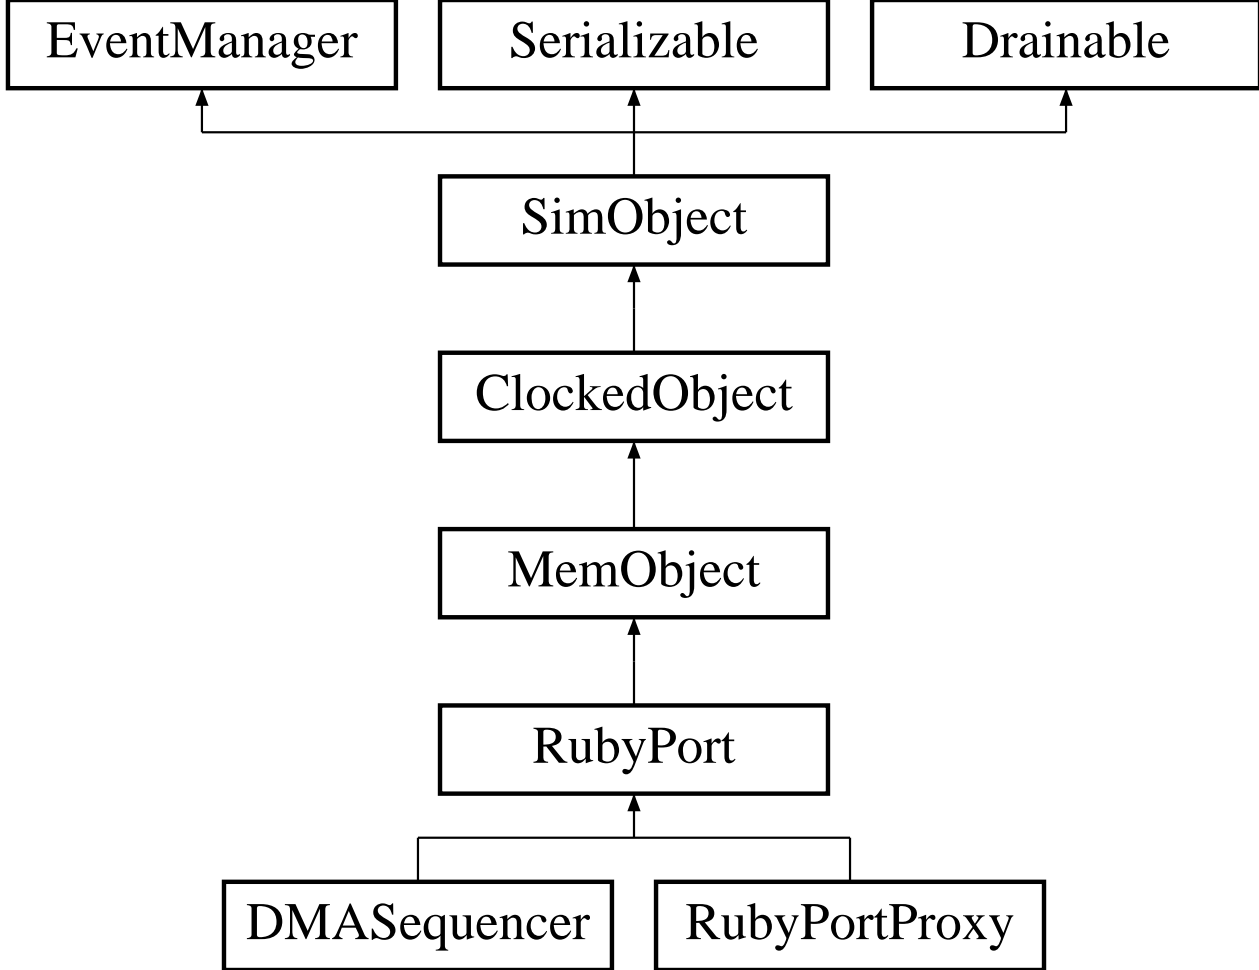 EventManager
Serializable
Drainable
SimObject
ClockedObject
MemObject
RubyPort
DMASequencer
RubyPortProxy